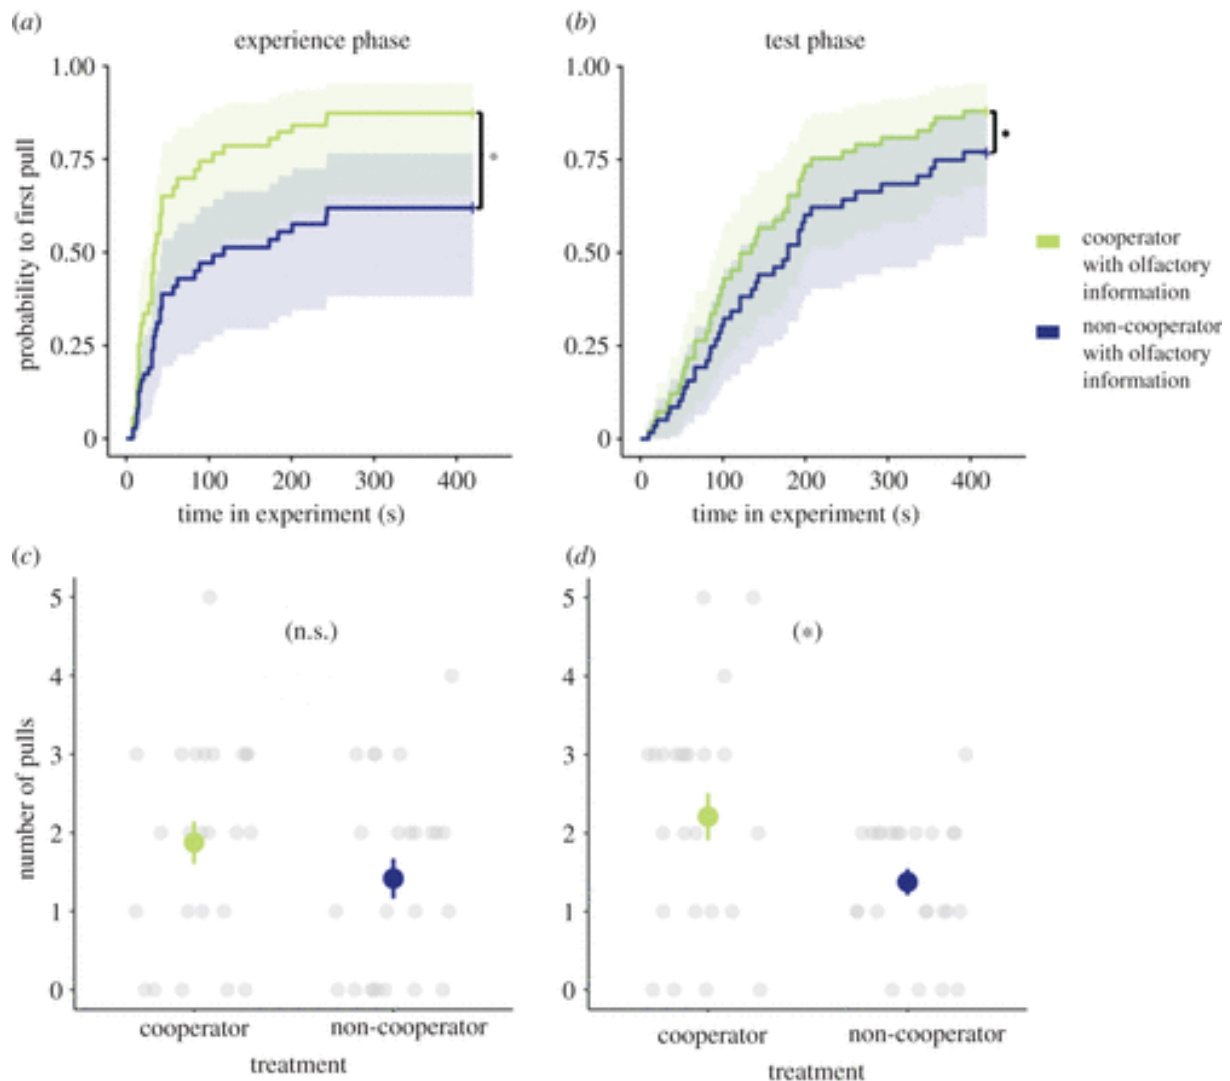 (a)
experience phase
1.00
0.75
0.50
0.25
0
probability to first pull
0 100 200 300 400
time in experiment (s)
(b)
test phase
1.00
0.75
0.50
0.25
0
0 100 200 300 400
time in experiment (s)
cooperator
with olfactory
information
non-cooperator
with olfactory
information
(c)
5
4
3
2
1
0
number of pulls
(n.s.)
cooperator non-cooperator
treatment
(d)
5
4
3
2
1
0
(*)
cooperator non-cooperator
treatment